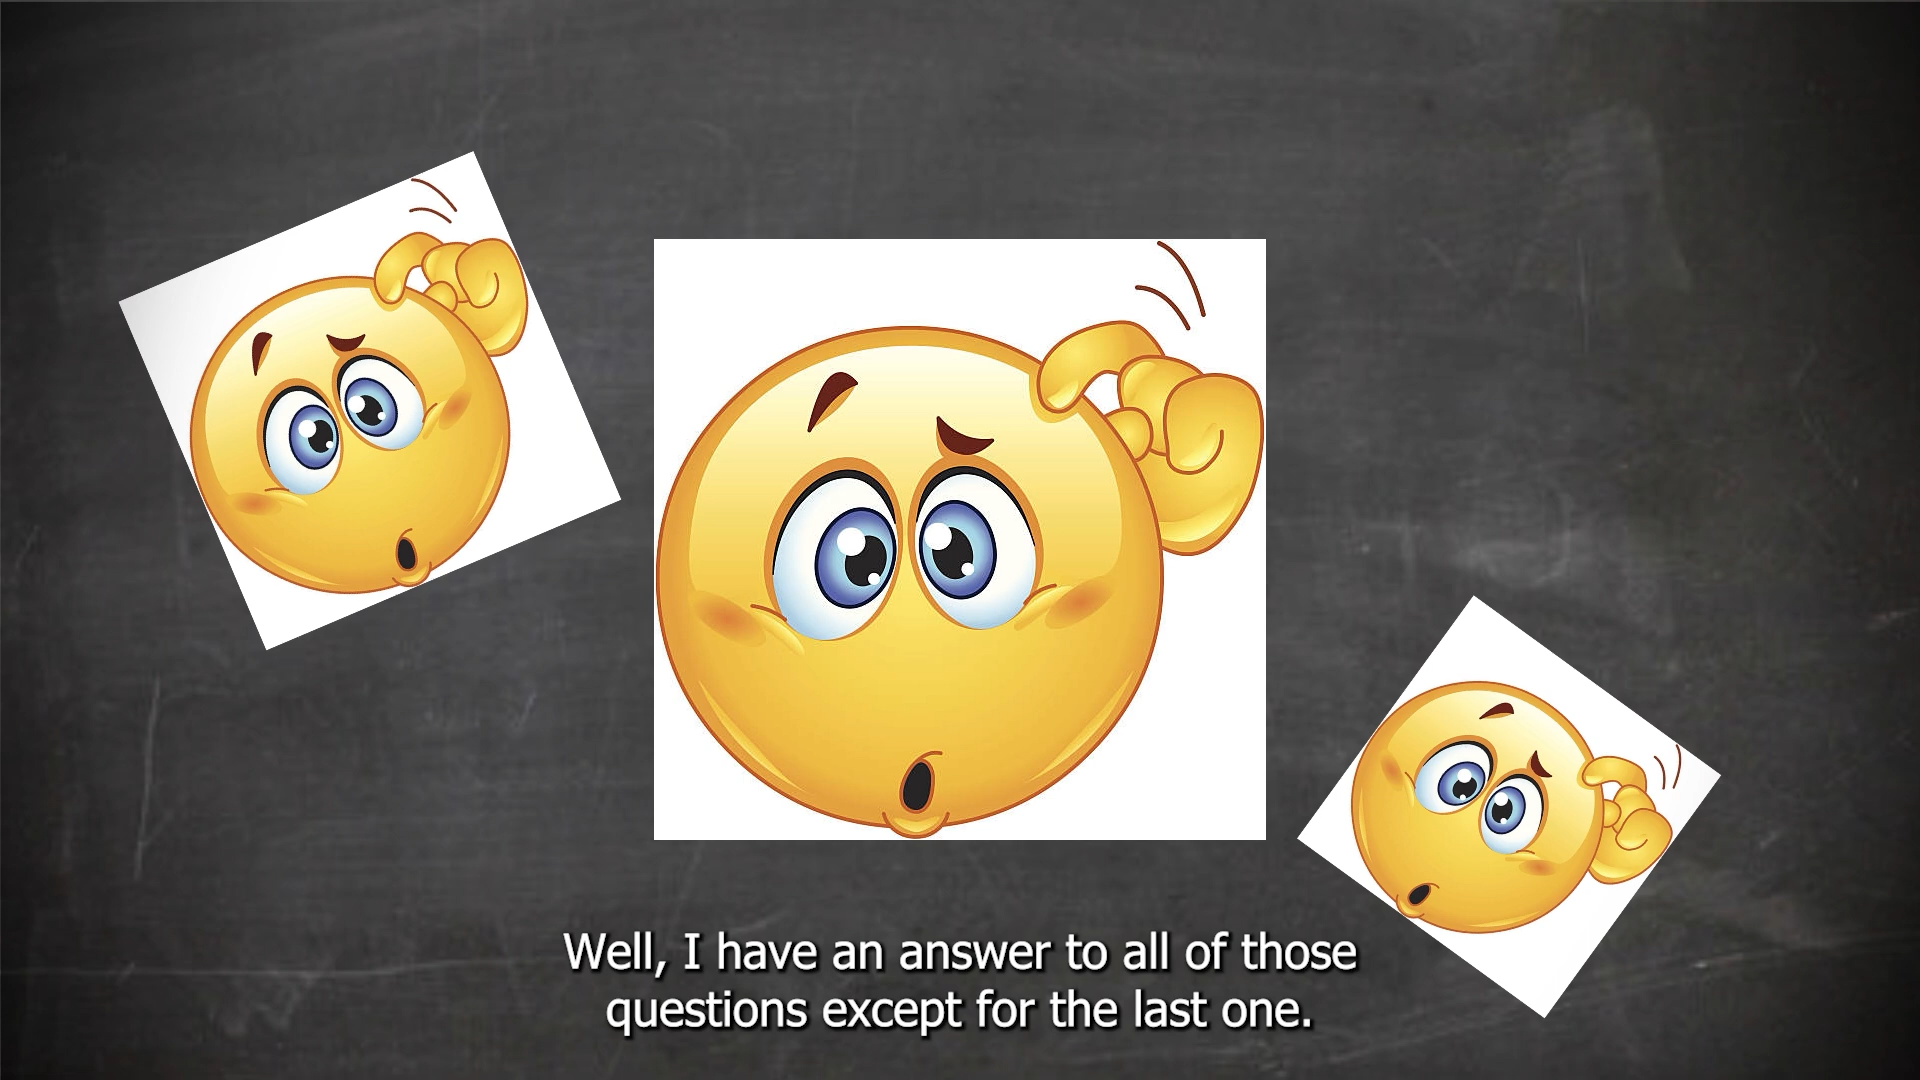 Well, I have an answer to all of those
questions except for the last one.